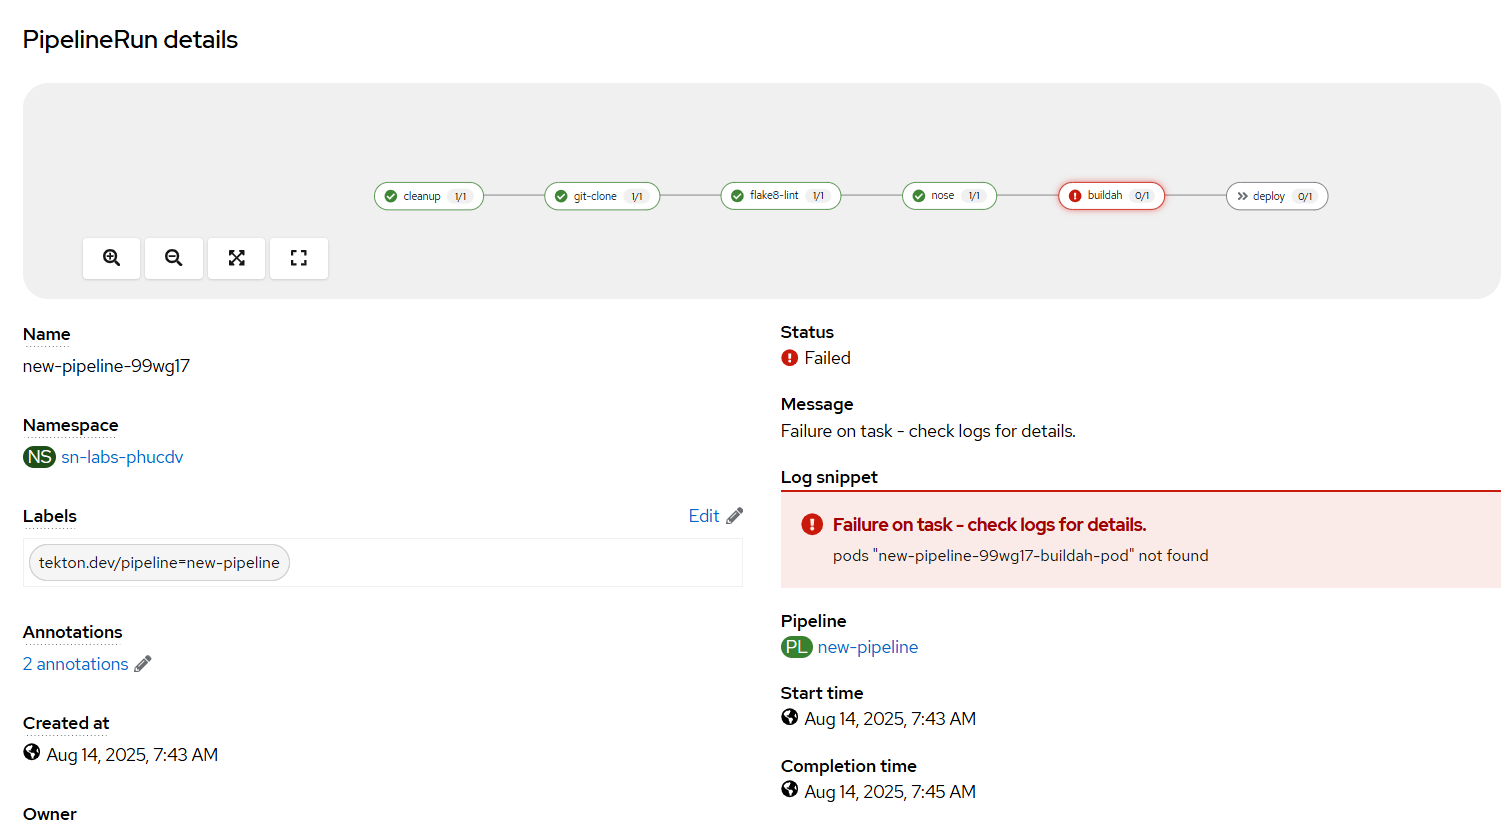 PipelineRun details
cleanup 1/1 git-clone 1/1 flake8-lint 1/1 nose 1/1 buildah 0/1 deploy 0/1
Name
new-pipeline-99wg17
Namespace
NS sn-labs-phucdv
Labels
Edit
tekton.dev/pipeline=new-pipeline
Annotations
2 annotations
Created at
Aug 14, 2025, 7:43 AM
Owner
Status
Failed
Message
Failure on task - check logs for details.
Log snippet
Failure on task - check logs for details.
pods "new-pipeline-99wg17-buildah-pod" not found
Pipeline
PL new-pipeline
Start time
Aug 14, 2025, 7:43 AM
Completion time
Aug 14, 2025, 7:45 AM